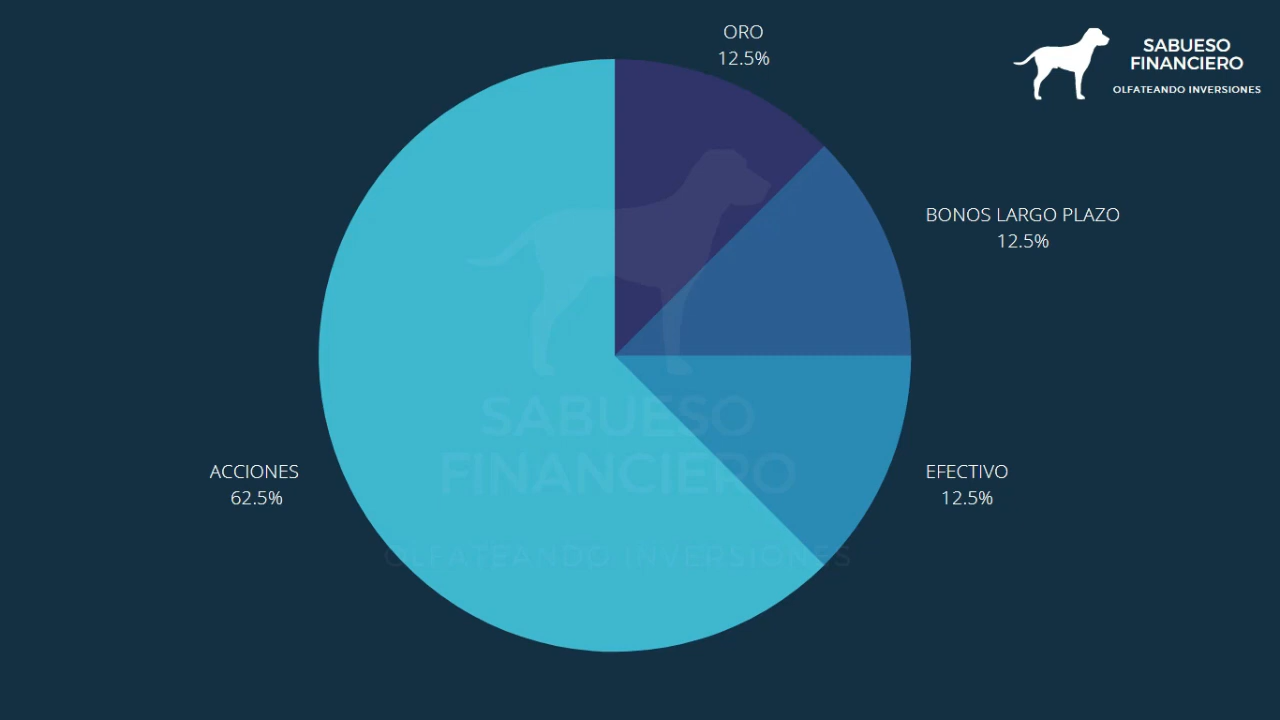 ORO
12.5%
SABUESO
FINANCIERO
OLFATEANDO INVERSIONES
BONOS LARGO PLAZO
12.5%
SABUESO
FINANCIERO
ACCIONES
62.5%
EFECTIVO
12.5%
OLFATEANDO INVERSIONES